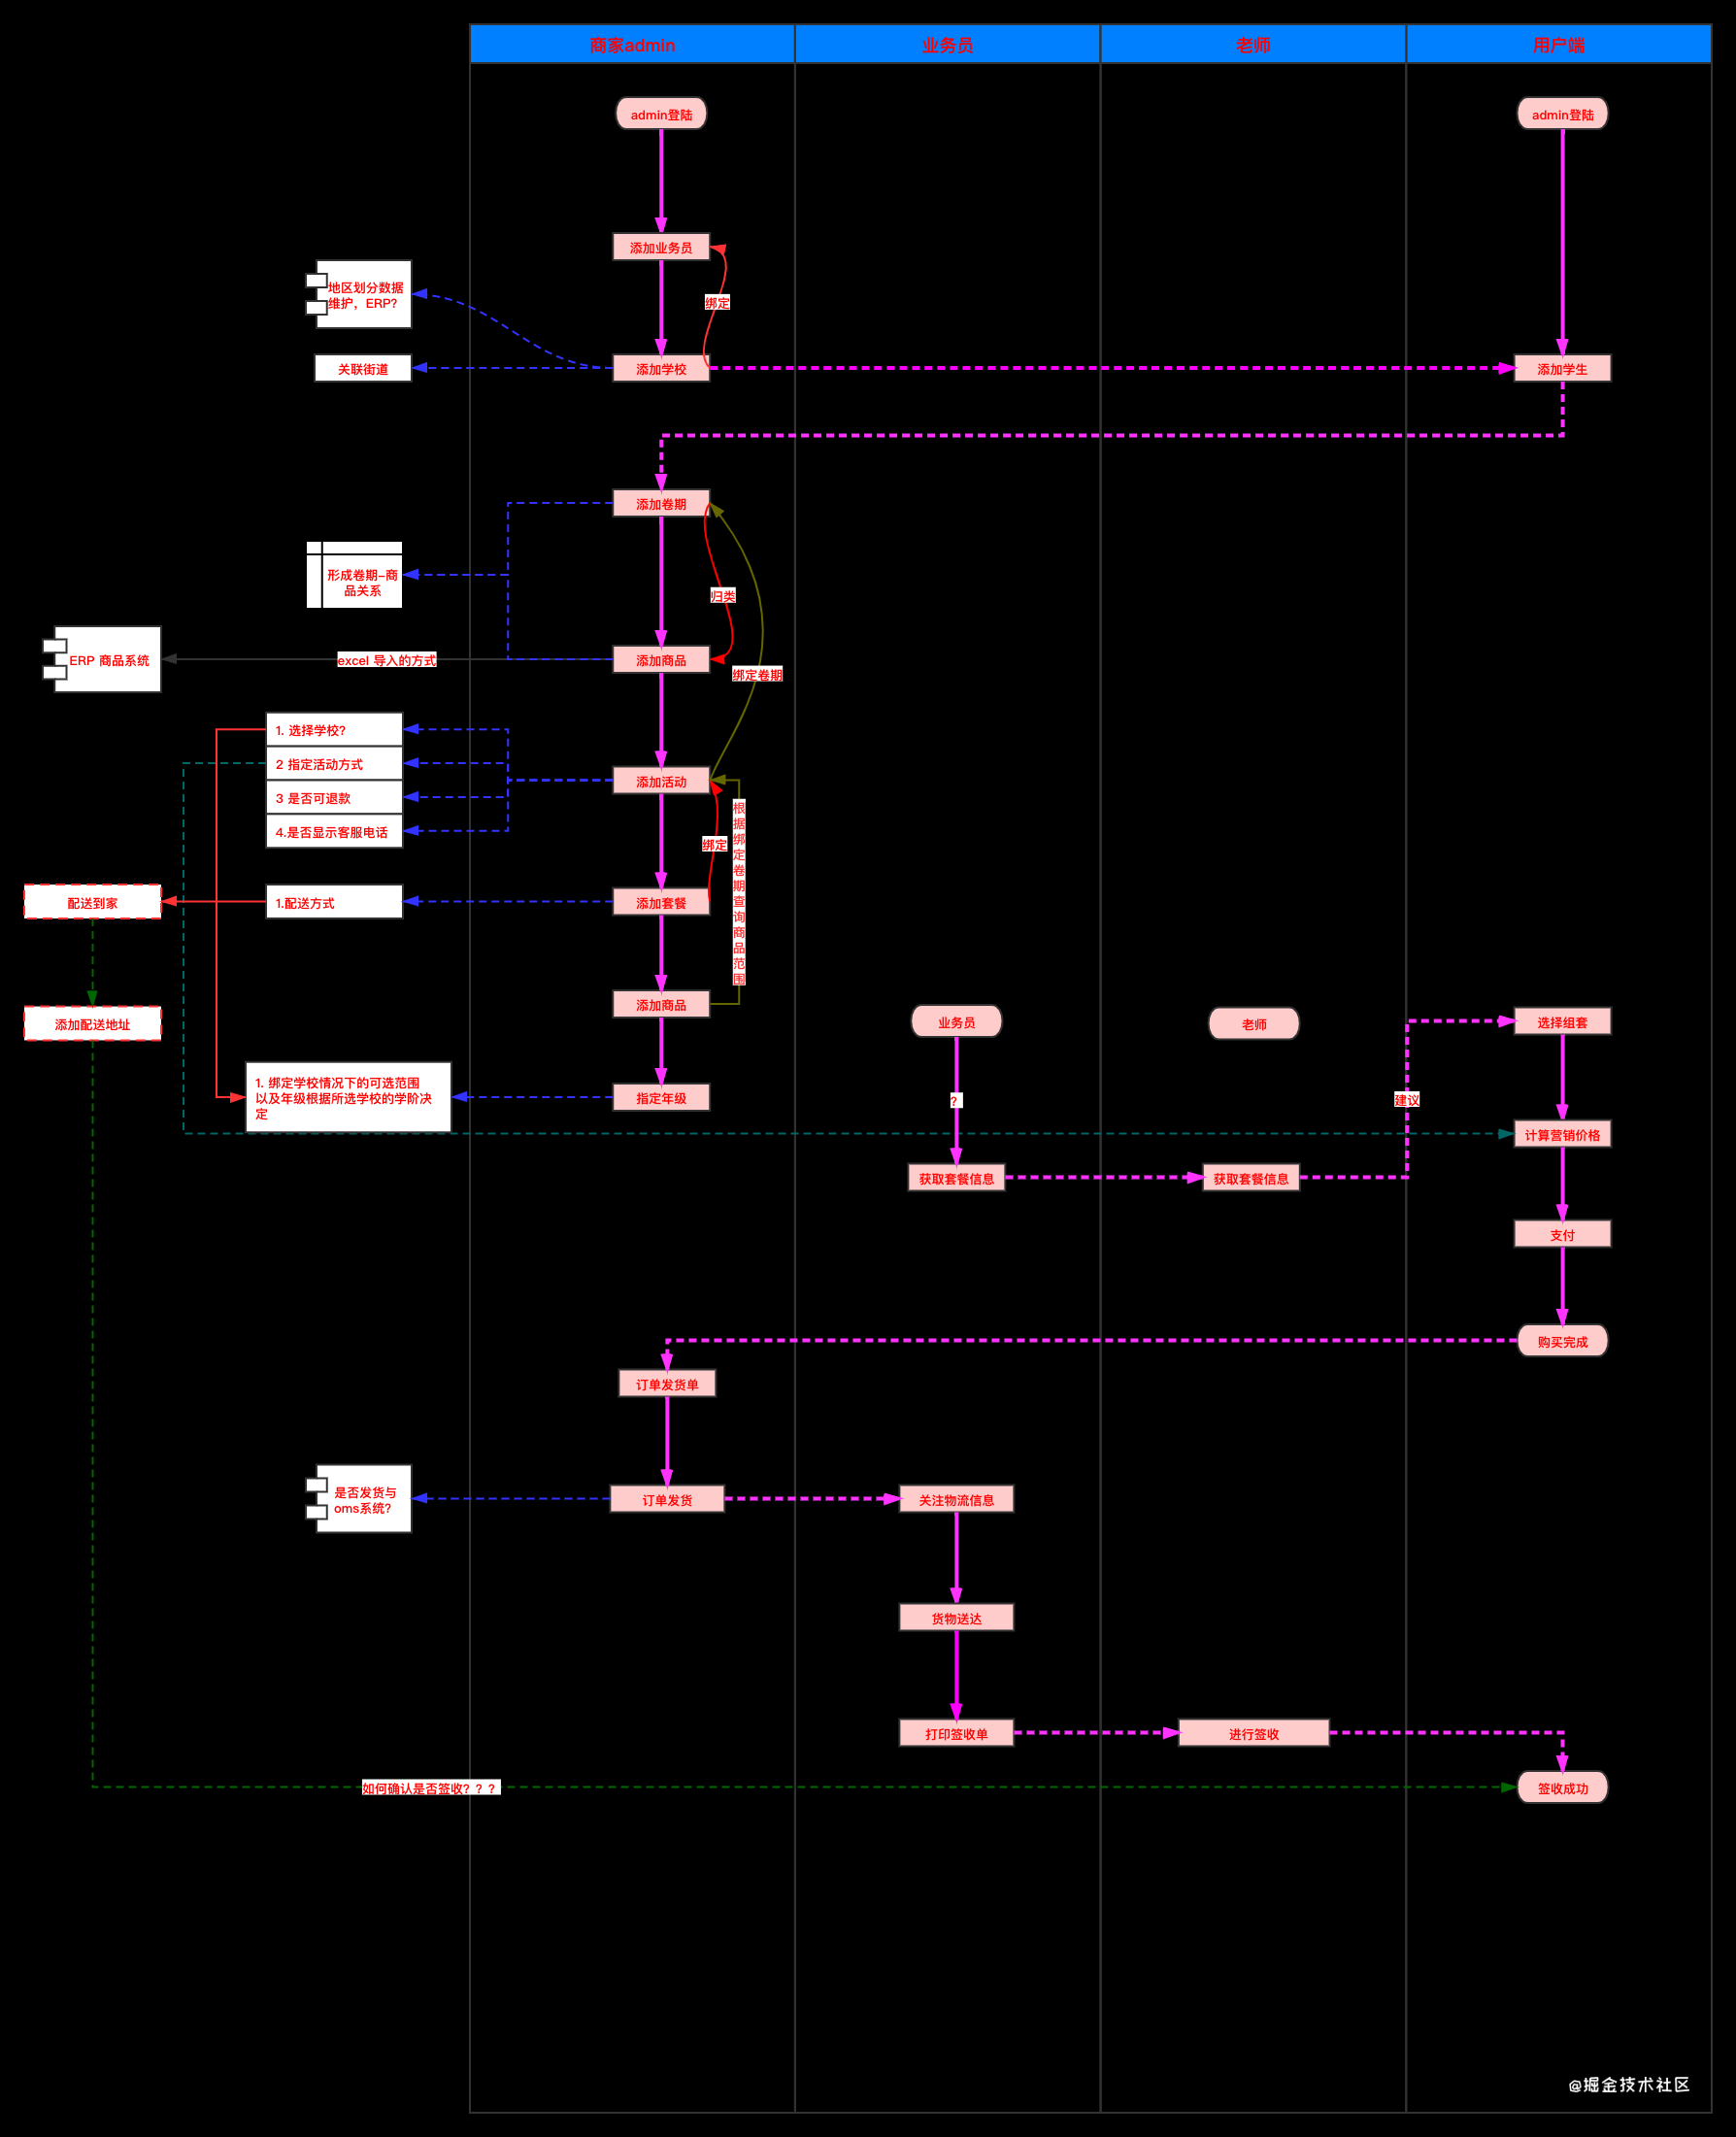 商家admin
业务员
老师
用户端
admin登陆
admin登陆
添加业务员
地区划分数据
维护，ERP?
绑定
关联街道
添加学校
添加学生
添加卷期
形成卷期-商
品关系
归类
ERP 商品系统
excel 导入的方式
添加商品
绑定卷期
1. 选择学校?
2 指定活动方式
3 是否可退款
4.是否显示客服电话
添加活动
根
据
绑
定
卷
期
查
询
商
品
范
围
绑定
配送到家
1.配送方式
添加套餐
添加配送地址
添加商品
业务员
老师
选择组套
1. 绑定学校情况下的可选范围
以及年级根据所选学校的学阶决
定
指定年级
？
建议
计算营销价格
获取套餐信息
获取套餐信息
支付
购买完成
订单发货单
是否发货与
oms系统?
订单发货
关注物流信息
货物送达
打印签收单
进行签收
如何确认是否签收? ? ?
签收成功
@掘金技术社区